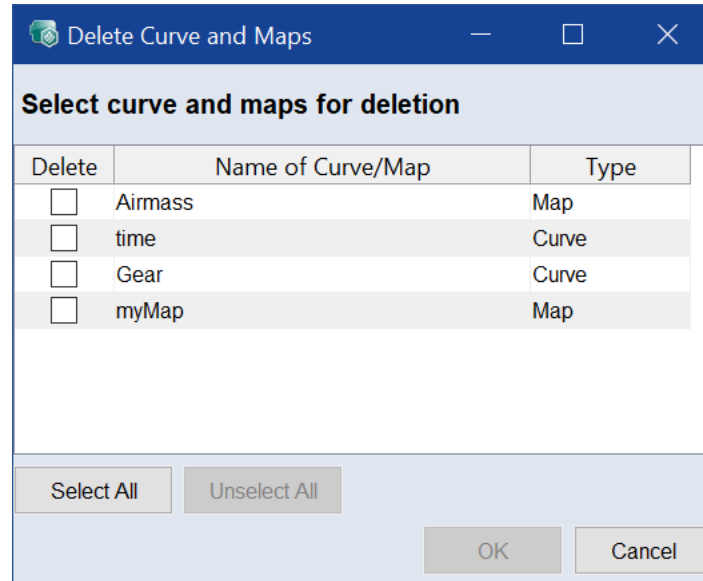 Delete Curve and Maps
Select curve and maps for deletion
Delete Name of Curve/Map Type
Airmass Map
time Curve
Gear Curve
myMap Map
Select All Unselect All
OK Cancel